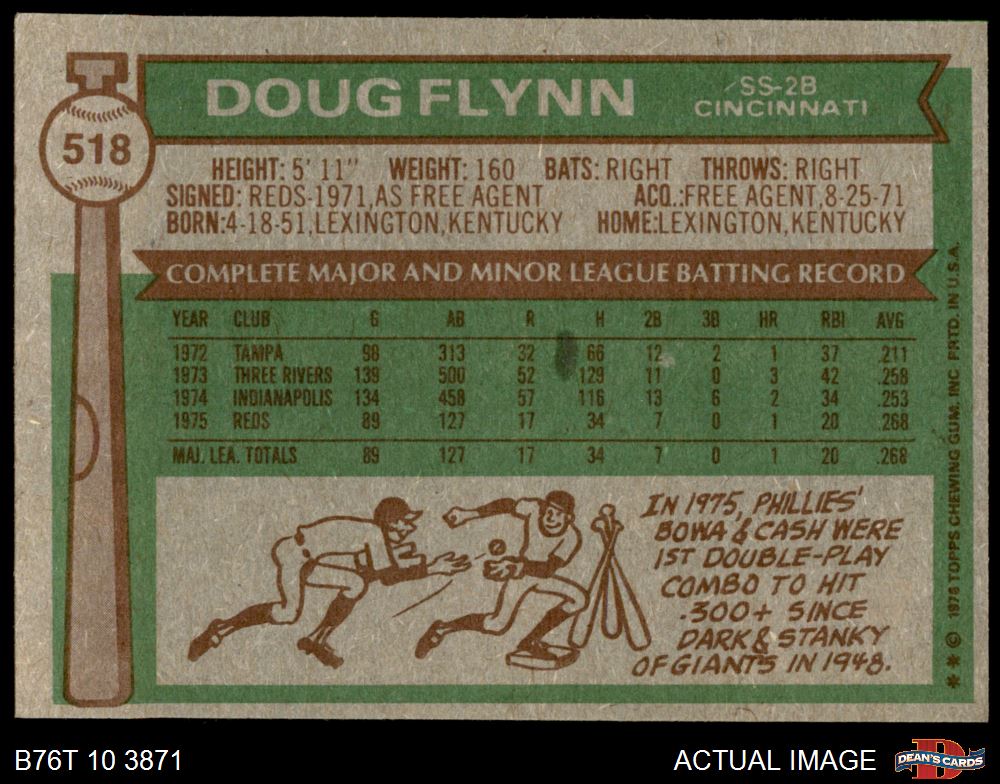 T
DOUG FLYNN
SS-2B
CINCINNATI
518
HEIGHT: 5' 11" WEIGHT: 160 BATS: RIGHT THROWS: RIGHT
SIGNED: REDS-1971, AS FREE AGENT ACQ.: FREE AGENT, 8-25-71
BORN: 4-18-51, LEXINGTON, KENTUCKY HOME: LEXINGTON, KENTUCKY
COMPLETE MAJOR AND MINOR LEAGUE BATTING RECORD
YEAR CLUB G AB R H 2B 3B HR RBI AVG
1972 TAMPA 98 313 32 66 12 2 1 37 .211
1973 THREE RIVERS 139 500 52 129 11 0 3 42 .258
1974 INDIANAPOLIS 134 458 57 116 13 6 2 34 .253
1975 REDS 89 127 17 34 7 0 1 20 .268
MAJ. LEA. TOTALS 89 127 17 34 7 0 1 20 .268
IN 1975, PHILLIES'
BOWA & CASH WERE
1ST DOUBLE-PLAY
COMBO TO HIT
.300+ SINCE
DARK & STANKY
OF GIANTS IN 1948.
* * © 1976 TOPPS CHEWING GUM, INC PRTD. IN U.S.A.
B76T 10 3871
ACTUAL IMAGE
D
DEAN'S CARDS